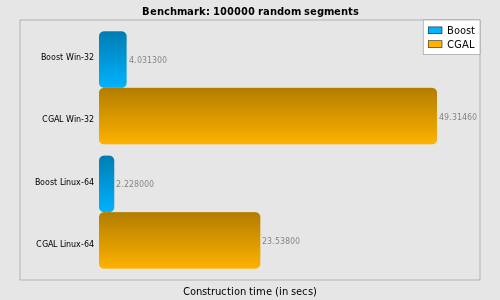 Benchmark: 100000 random segments
Boost
CGAL
Boost Win-32
4.031300
CGAL Win-32
49.31460
Boost Linux-64
2.228000
CGAL Linux-64
23.53800
Construction time (in secs)